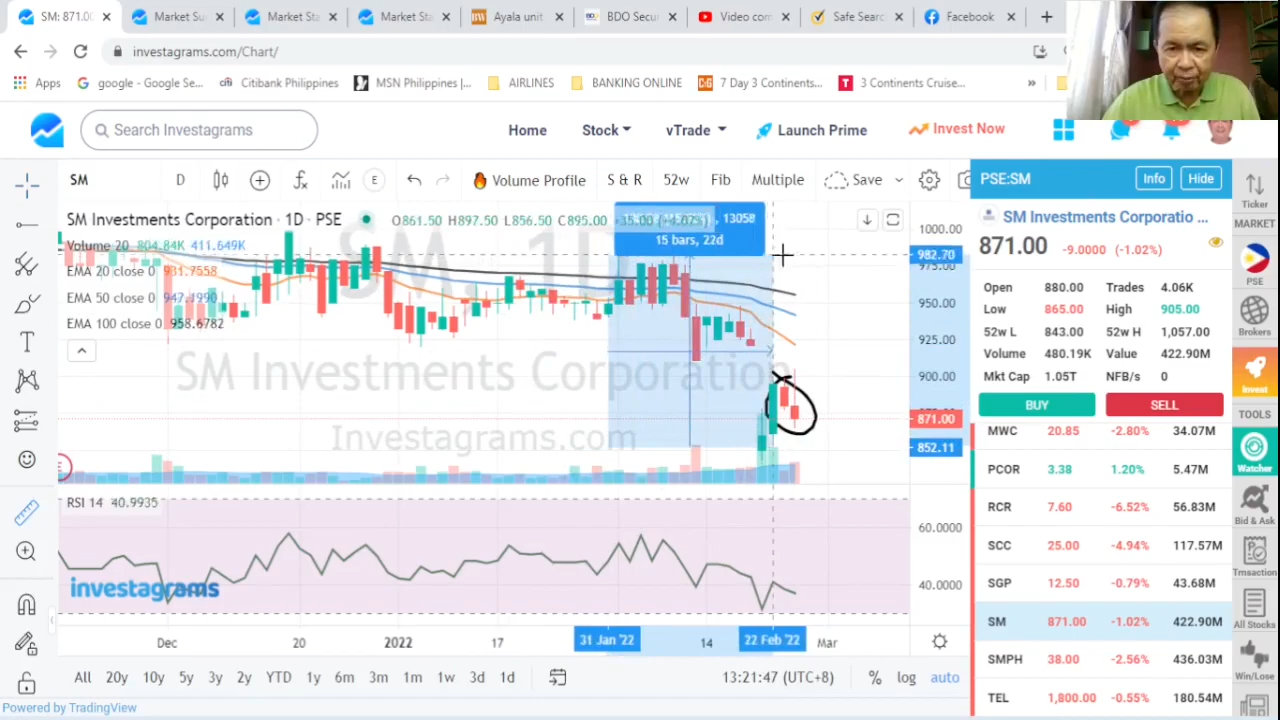 SM: 871.0
Market Su
Market Sta
Market Sta
Ayala unit
BDO Secur
Video com
Safe Searc
Facebook
investagrams.com/Chart/
Apps
google - Google Se...
Citibank Philippines
MSN Philippines |...
AIRLINES
BANKING ONLINE
7 Day 3 Continents...
3 Continents Cruise...
»
Search Investagrams
Home
Stock
vTrade
Launch Prime
Invest Now
SM
D
E
Volume Profile
S & R
52w
Fib
Multiple
Save
SM Investments Corporation · 1D · PSE
O861.50 H897.50 L856.50 C895.00
, 13058
15 bars, 22d
Volume 20 804.84K 411.649K
EMA 20 close 0 931.7558
EMA 50 close 0 947.1990
EMA 100 close 0 958.6782
SM, 1D
SM Investments Corporation
Investagrams.com
1000.00
982.70
975.00
950.00
925.00
900.00
871.00
852.11
RSI 14 40.9935
60.0000
40.0000
investagrams
Dec
20
2022
17
31 Jan '22
14
22 Feb '22
Mar
All
20y
10y
5y
3y
2y
YTD
1y
6m
3m
1m
1w
3d
1d
13:21:47 (UTC+8)
%
log
auto
Powered by TradingView
PSE:SM
Info
Hide
SM Investments Corporatio ...
871.00 -9.0000 (-1.02%)
Open 880.00 Trades 4.06K
Low 865.00 High 905.00
52w L 843.00 52w H 1,057.00
Volume 480.19K Value 422.90M
Mkt Cap 1.05T NFB/s 0
BUY
SELL
MWC 20.85 -2.80% 34.07M
PCOR 3.38 1.20% 5.47M
RCR 7.60 -6.52% 56.83M
SCC 25.00 -4.94% 117.57M
SGP 12.50 -0.79% 43.68M
SM 871.00 -1.02% 422.90M
SMPH 38.00 -2.56% 436.03M
TEL 1,800.00 -0.55% 180.54M
Ticker
MARKET
PSE
Brokers
Invest
TOOLS
Watcher
Bid & Ask
Trnsaction
All Stocks
Win/Lose